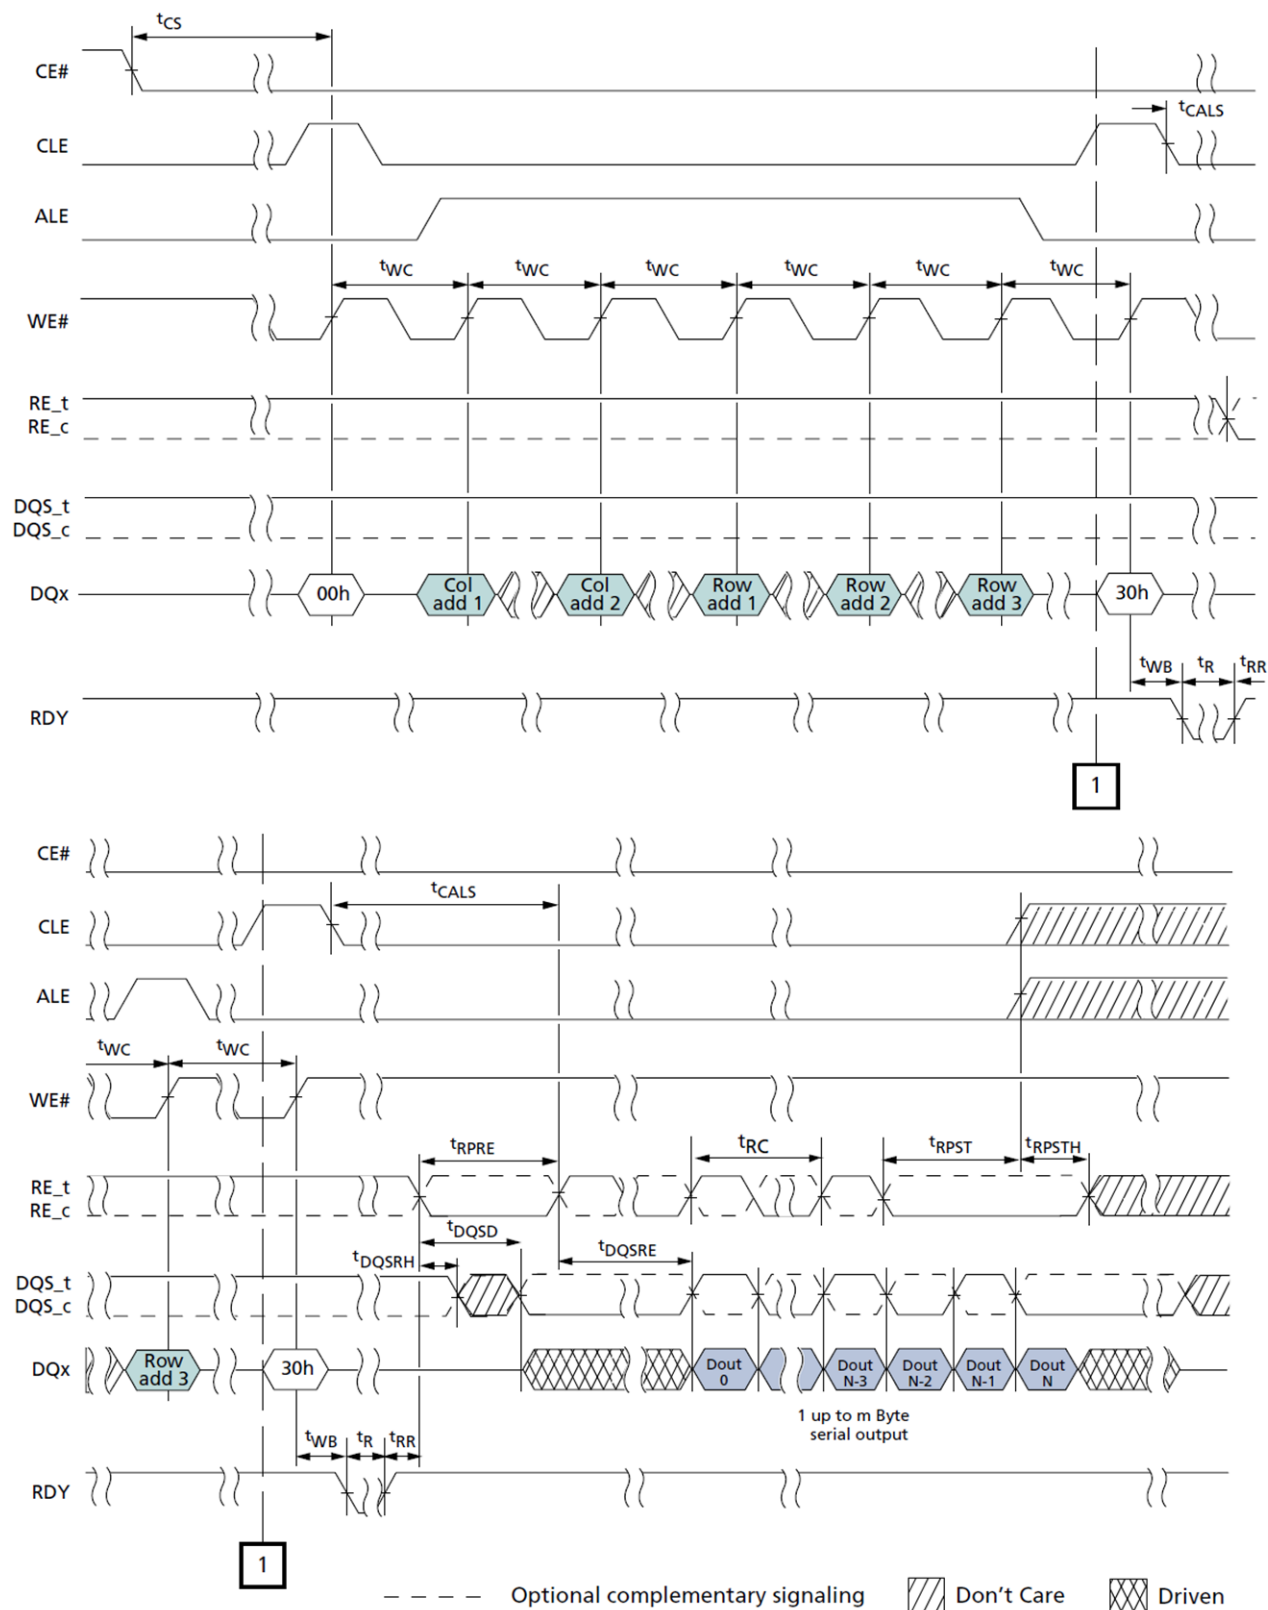 tCS
CE#
tCALS
CLE
ALE
tWC tWC tWC tWC tWC tWC
WE#
RE_t
RE_c
DQS_t
DQS_c
DQx 00h Col add 1 Col add 2 Row add 1 Row add 2 Row add 3 30h
tWB tR tRR
RDY
1
CE#
tCALS
CLE
ALE
tWC tWC
WE#
tRPRE tRC tRPST tRPSTH
RE_t
RE_c
tDQSD
tDQSRH tDQSRE
DQS_t
DQS_c
DQx Row add 3 30h Dout 0 Dout N-3 Dout N-2 Dout N-1 Dout N
1 up to m Byte
serial output
tWB tR tRR
RDY
1
Optional complementary signaling Don't Care Driven